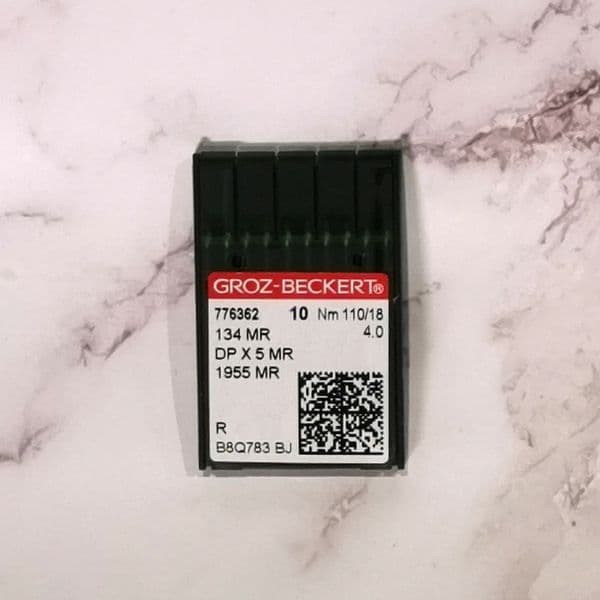 GROZ-BECKERT®
776362 10 Nm 110/18
134 MR 4.0
DP X 5 MR
1955 MR
R
B8Q783 BJ